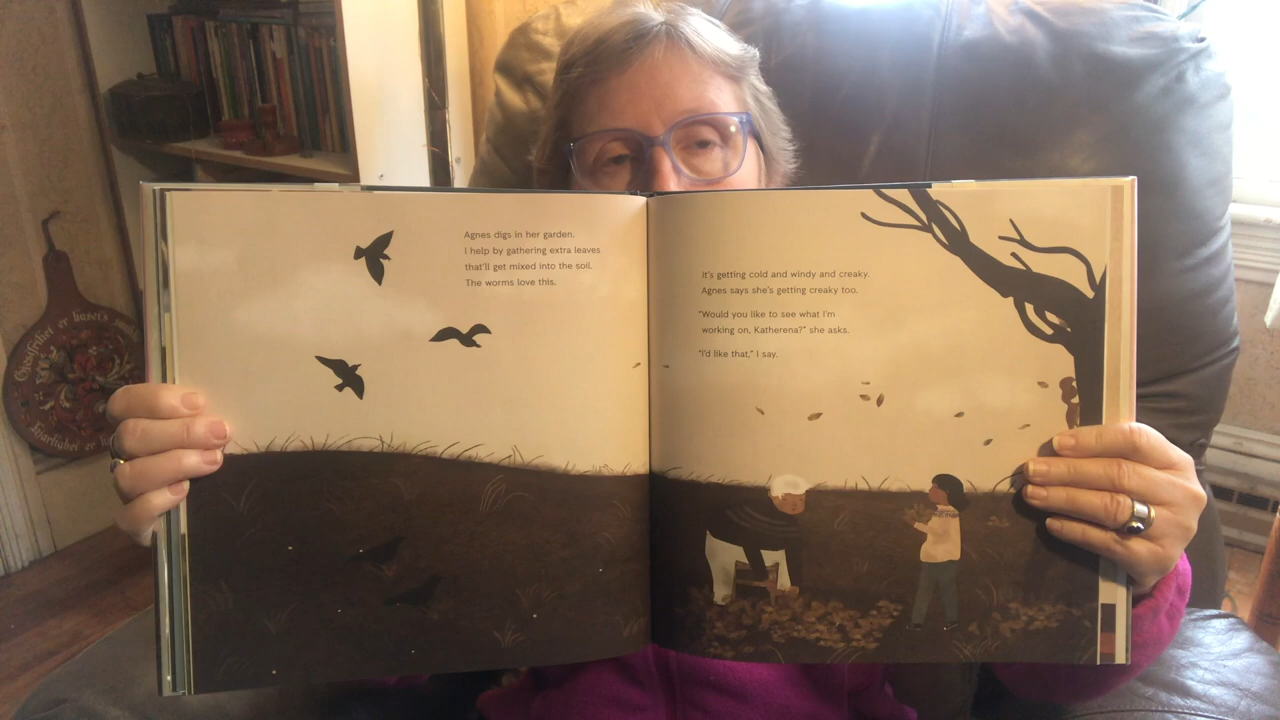 Agnes digs in her garden.
I help by gathering extra leaves
that'll get mixed into the soil.
The worms love this.
It's getting cold and windy and creaky.
Agnes says she's getting creaky too.
"Would you like to see what I'm
working on, Katherena?" she asks.
"I'd like that," I say.